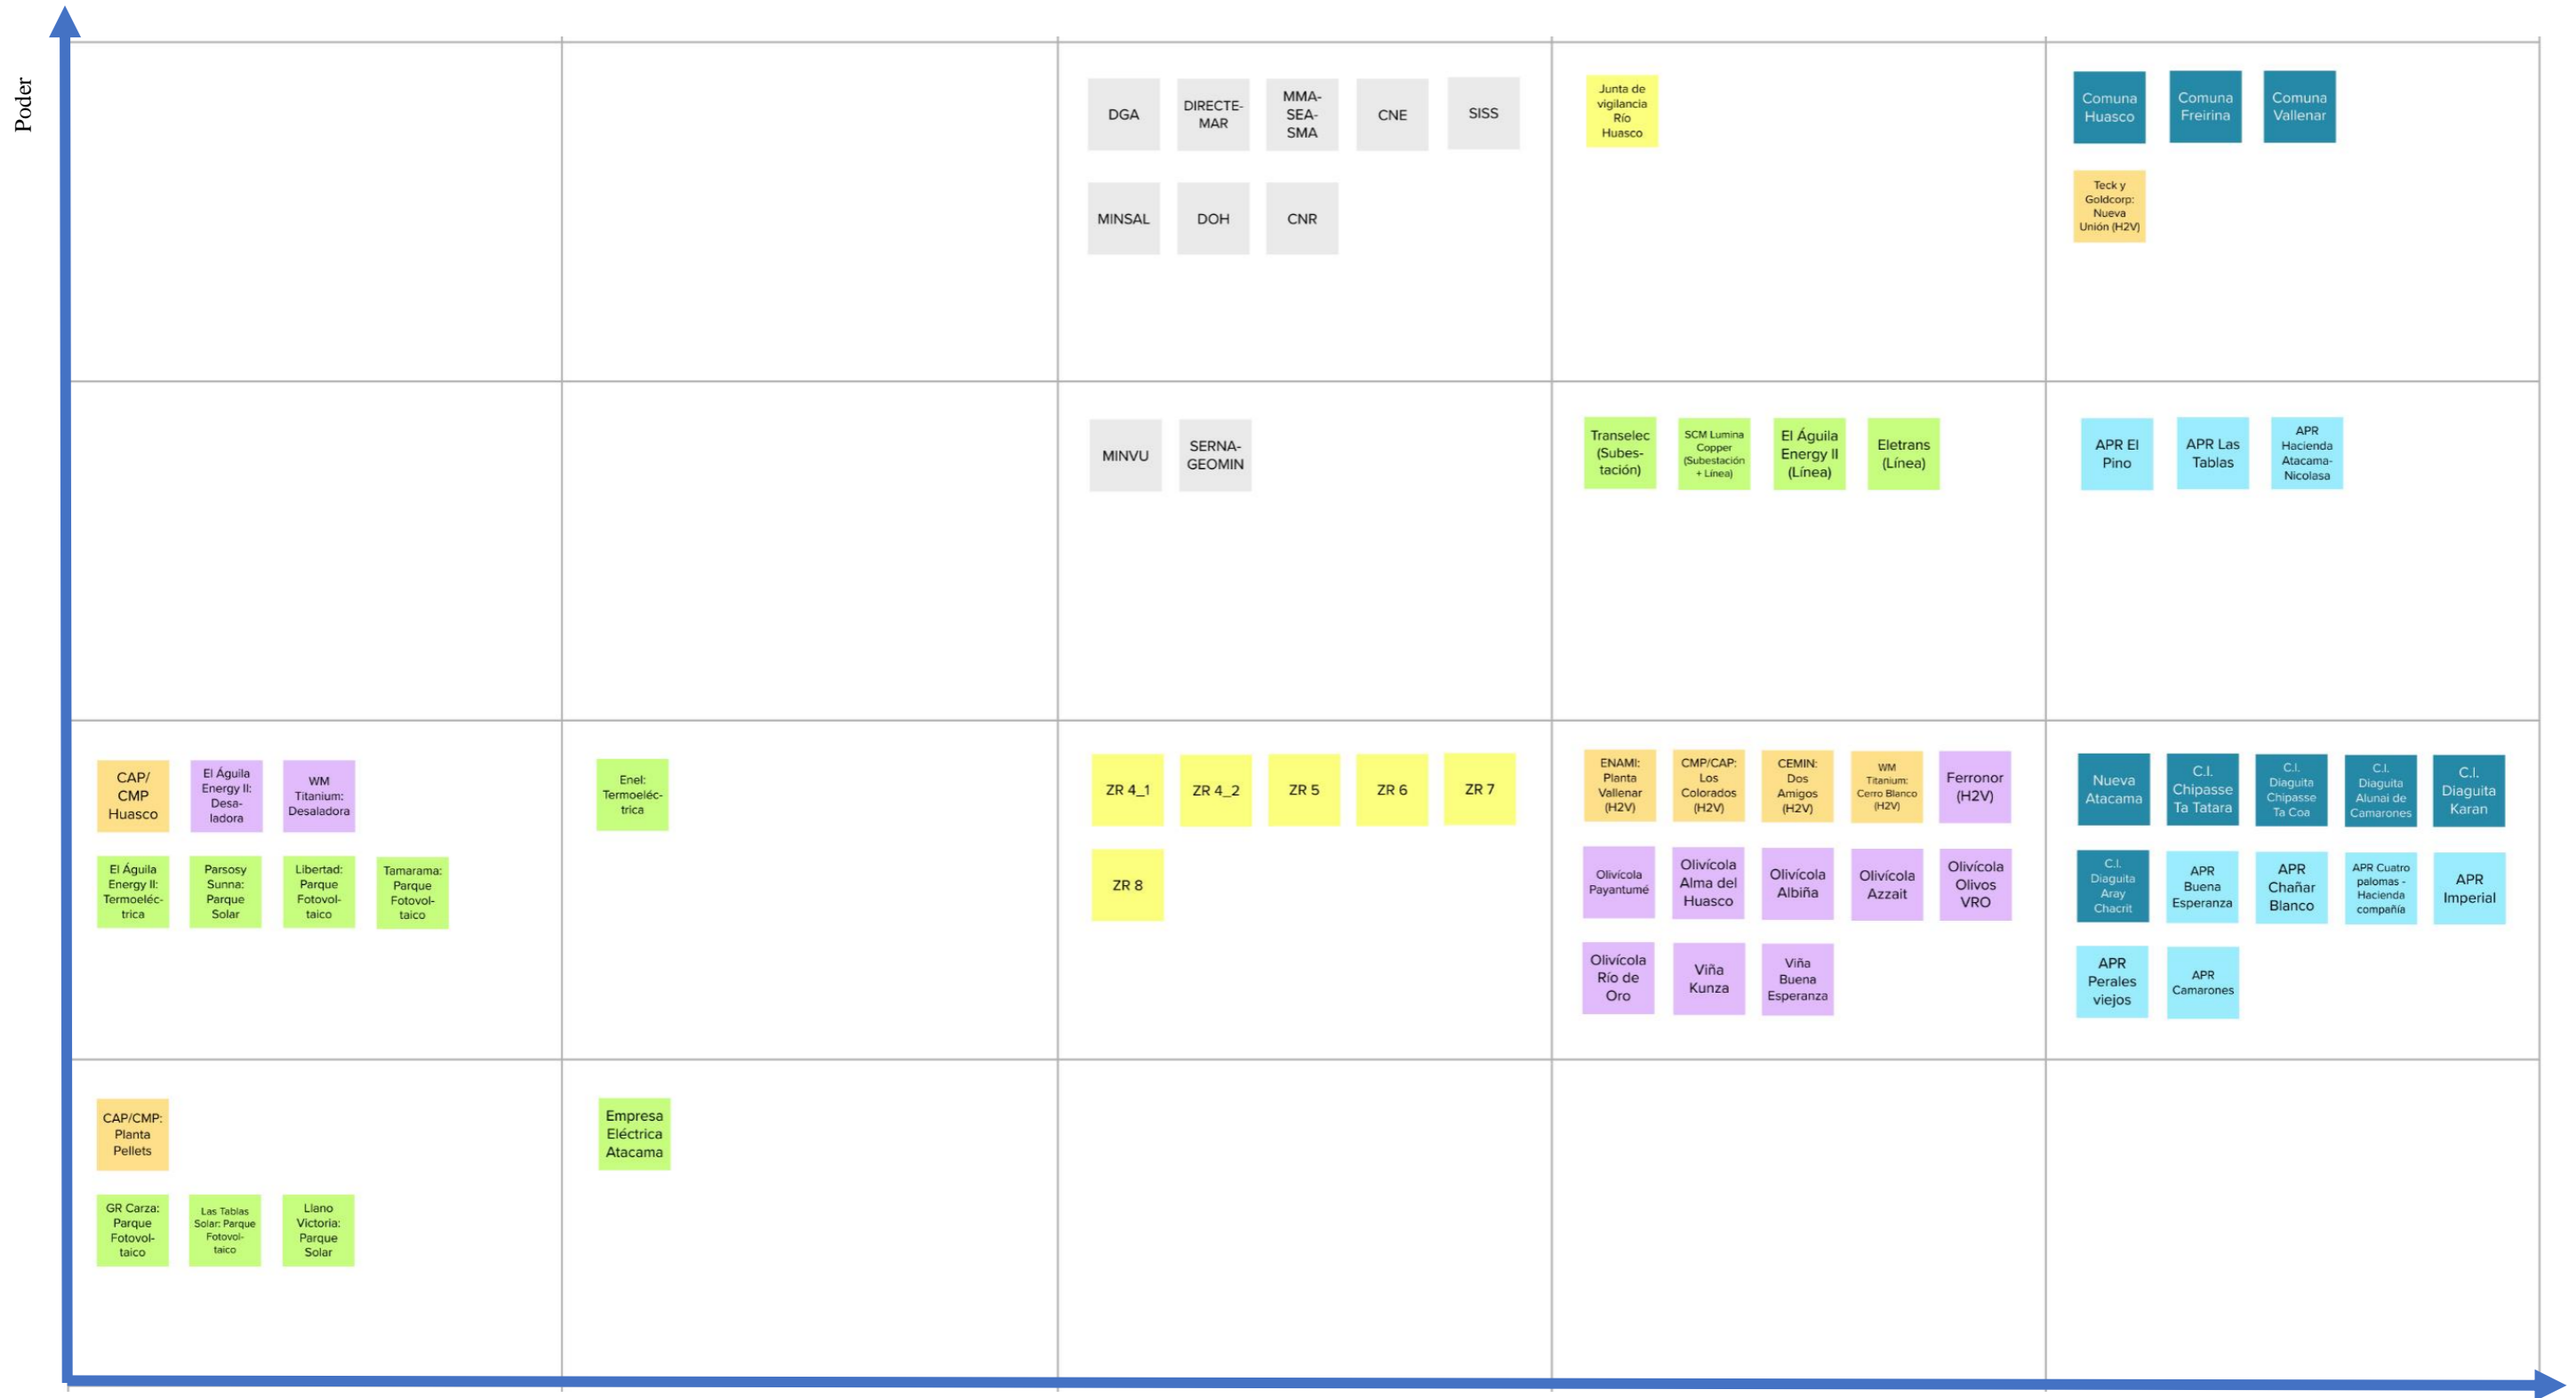 Poder
DGA
DIRECTE-
MAR
MMA-
SEA-
SMA
CNE
SISS
MINSAL
DOH
CNR
Junta de
vigilancia
Río
Huasco
Comuna
Huasco
Comuna
Freirina
Comuna
Vallenar
Teck y
Goldcorp:
Nueva
Unión (H2V)
MINVU
SERNA-
GEOMIN
Transelec
(Subes-
tación)
SCM Lumina
Copper
(Subestación
+ Línea)
El Águila
Energy II
(Línea)
Eletrans
(Línea)
APR El
Pino
APR Las
Tablas
APR
Hacienda
Atacama-
Nicolasa
CAP/
CMP
Huasco
El Águila
Energy II:
Desa-
ladora
WM
Titanium:
Desaladora
El Águila
Energy II:
Termoeléc-
trica
Parsosy
Sunna:
Parque
Solar
Libertad:
Parque
Fotovol-
taico
Tamarama:
Parque
Fotovol-
taico
Enel:
Termoeléc-
trica
ZR 4_1
ZR 4_2
ZR 5
ZR 6
ZR 7
ZR 8
ENAMI:
Planta
Vallenar
(H2V)
CMP/CAP:
Los
Colorados
(H2V)
CEMIN:
Dos
Amigos
(H2V)
WM
Titanium:
Cerro Blanco
(H2V)
Ferronor
(H2V)
Olivícola
Payantumé
Olivícola
Alma del
Huasco
Olivícola
Albiña
Olivícola
Azzait
Olivícola
Olivos
VRO
Olivícola
Río de
Oro
Viña
Kunza
Viña
Buena
Esperanza
Nueva
Atacama
C.I.
Chipasse
Ta Tatara
C.I.
Diaguita
Chipasse
Ta Coa
C.I.
Diaguita
Alunai de
Camarones
C.I.
Diaguita
Karan
C.I.
Diaguita
Aray
Chacrit
APR
Buena
Esperanza
APR
Chañar
Blanco
APR Cuatro
palomas -
Hacienda
compañía
APR
Imperial
APR
Perales
viejos
APR
Camarones
CAP/CMP:
Planta
Pellets
GR Carza:
Parque
Fotovol-
taico
Las Tablas
Solar: Parque
Fotovol-
taico
Llano
Victoria:
Parque
Solar
Empresa
Eléctrica
Atacama